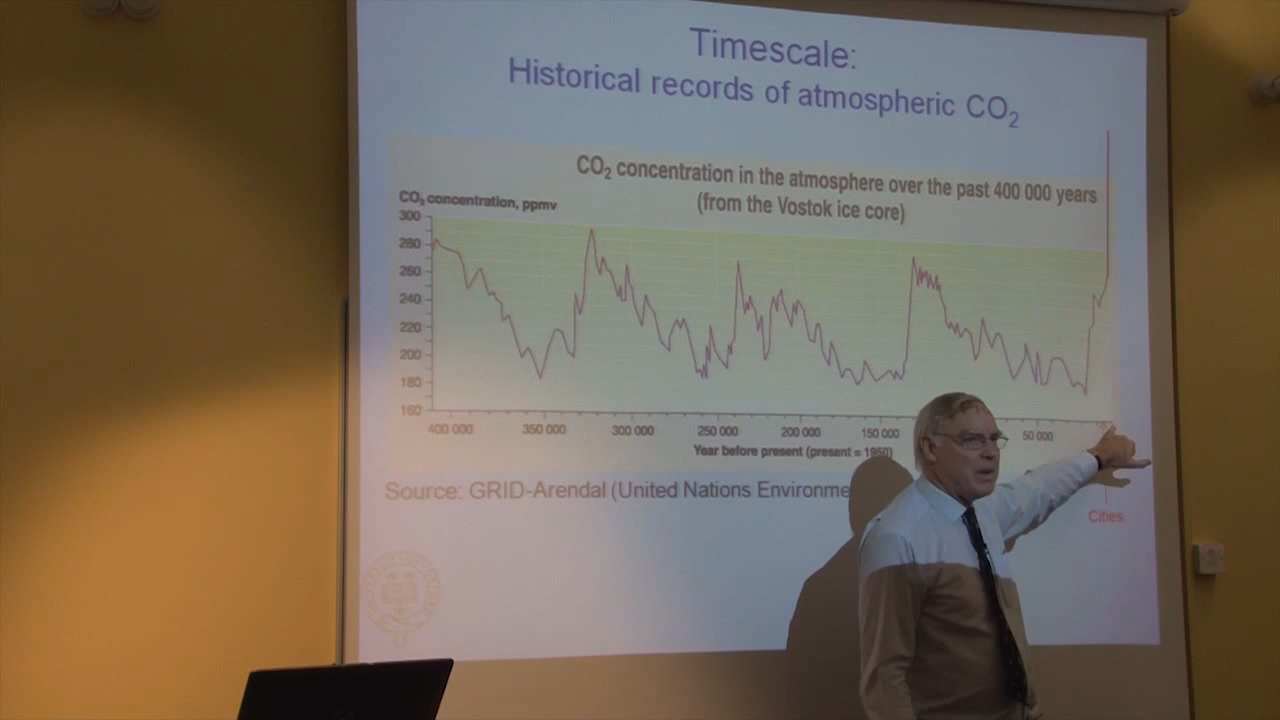 Timescale:
Historical records of atmospheric CO₂
CO₂ concentration in the atmosphere over the past 400 000 years
(from the Vostok ice core)
CO₂ concentration, ppmv
300
280
260
240
220
200
180
160
400 000 350 000 300 000 250 000 200 000 150 000 50 000
Year before present (present = 1950)
Source: GRID-Arendal (United Nations Environme
Cities